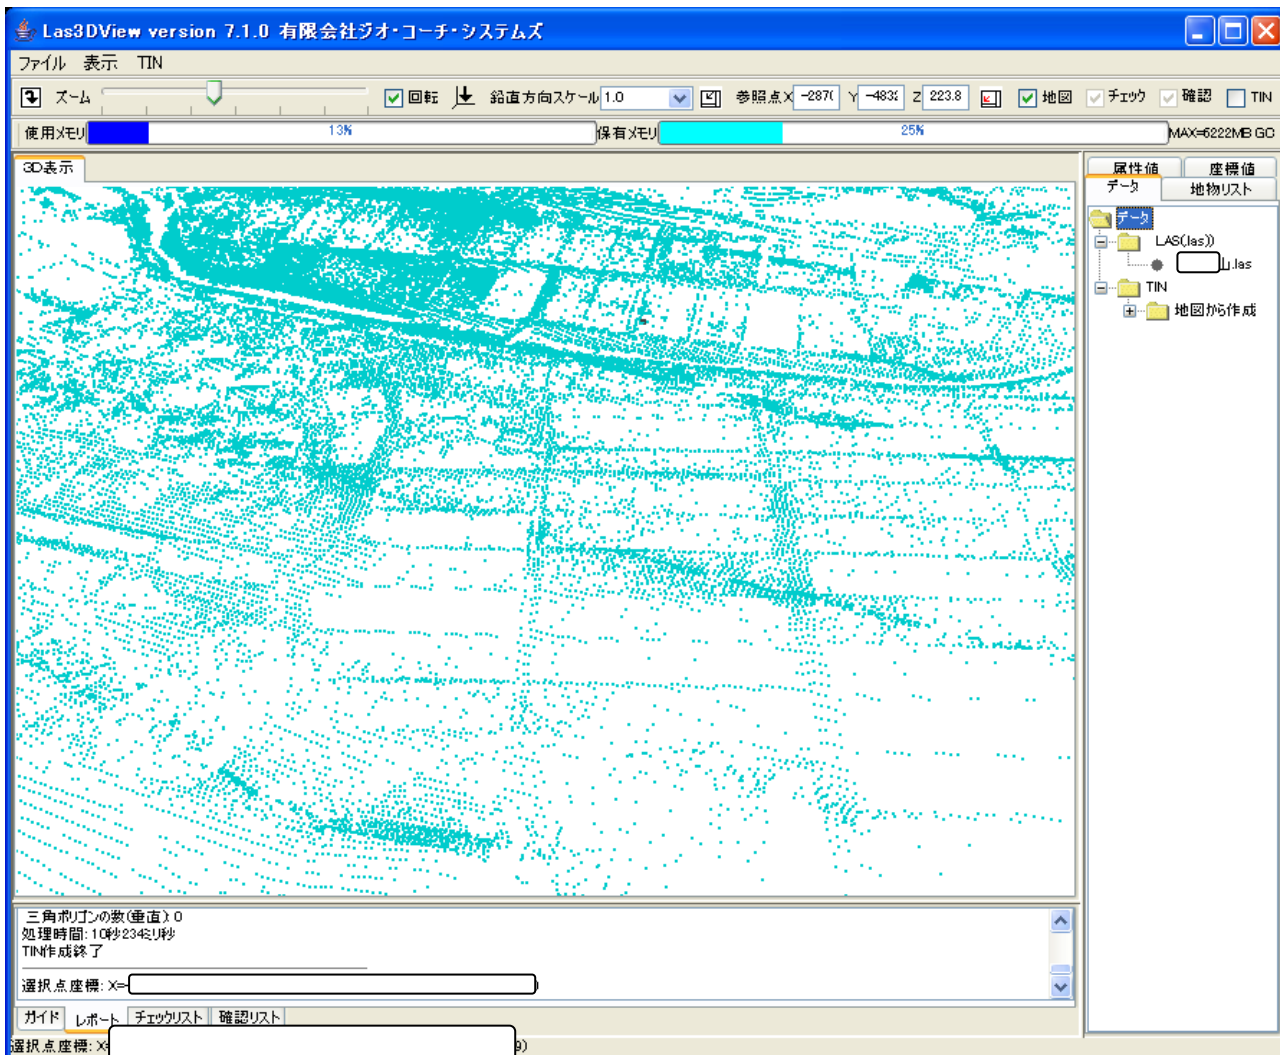 Las3DView version 7.1.0 有限会社ジオ・コーチ・システムズ
ファイル 表示 TIN
ズーム 回転 鉛直方向スケール 1.0 参照点X Y Z 223.8 地図 チェック 確認 TIN
使用メモリ 13% 保有メモリ 25% MAX=6222MB GC
3D表示
属性値 座標値
データ 地物リスト
データ
LAS(las))
山.las
TIN
地図から作成
三角ポリゴンの数(垂直): 0
処理時間: 10秒234ミリ秒
TIN作成終了
選択点座標: X=-
ガイド レポート チェックリスト 確認リスト
選択点座標: X= 9)